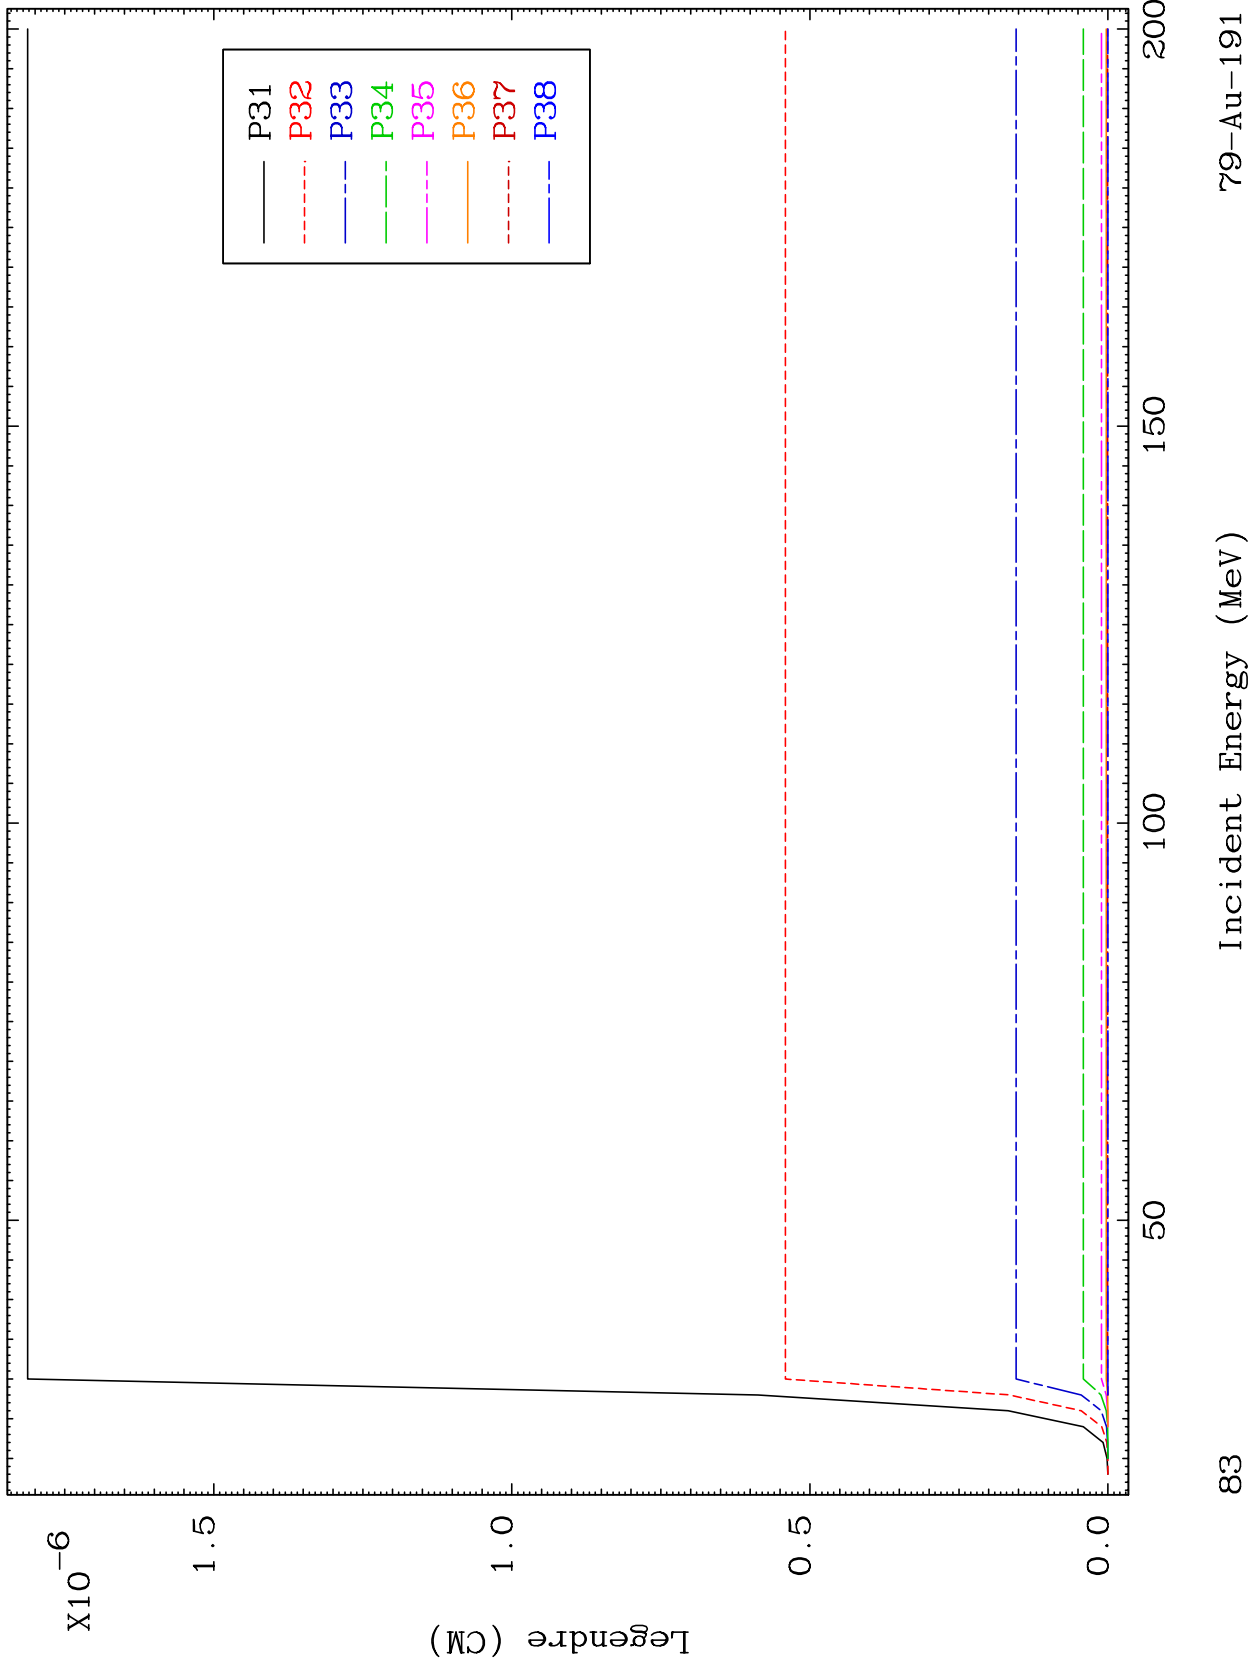 X10⁻⁶
1.5
1.0
0.5
0.0
Legendre (CM)
P31
P32
P33
P34
P35
P36
P37
P38
50
100
150
200
Incident Energy (MeV)
83
79-Au-191